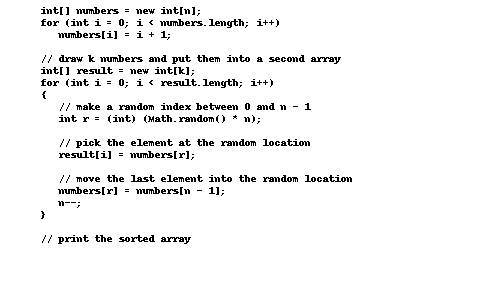 int[] numbers = new int[n];
for (int i = 0; i < numbers.length; i++)
numbers[i] = i + 1;
// draw k numbers and put them into a second array
int[] result = new int[k];
for (int i = 0; i < result.length; i++)
{
// make a random index between 0 and n - 1
int r = (int) (Math.random() * n);
// pick the element at the random location
result[i] = numbers[r];
// move the last element into the random location
numbers[r] = numbers[n - 1];
n--;
}
// print the sorted array